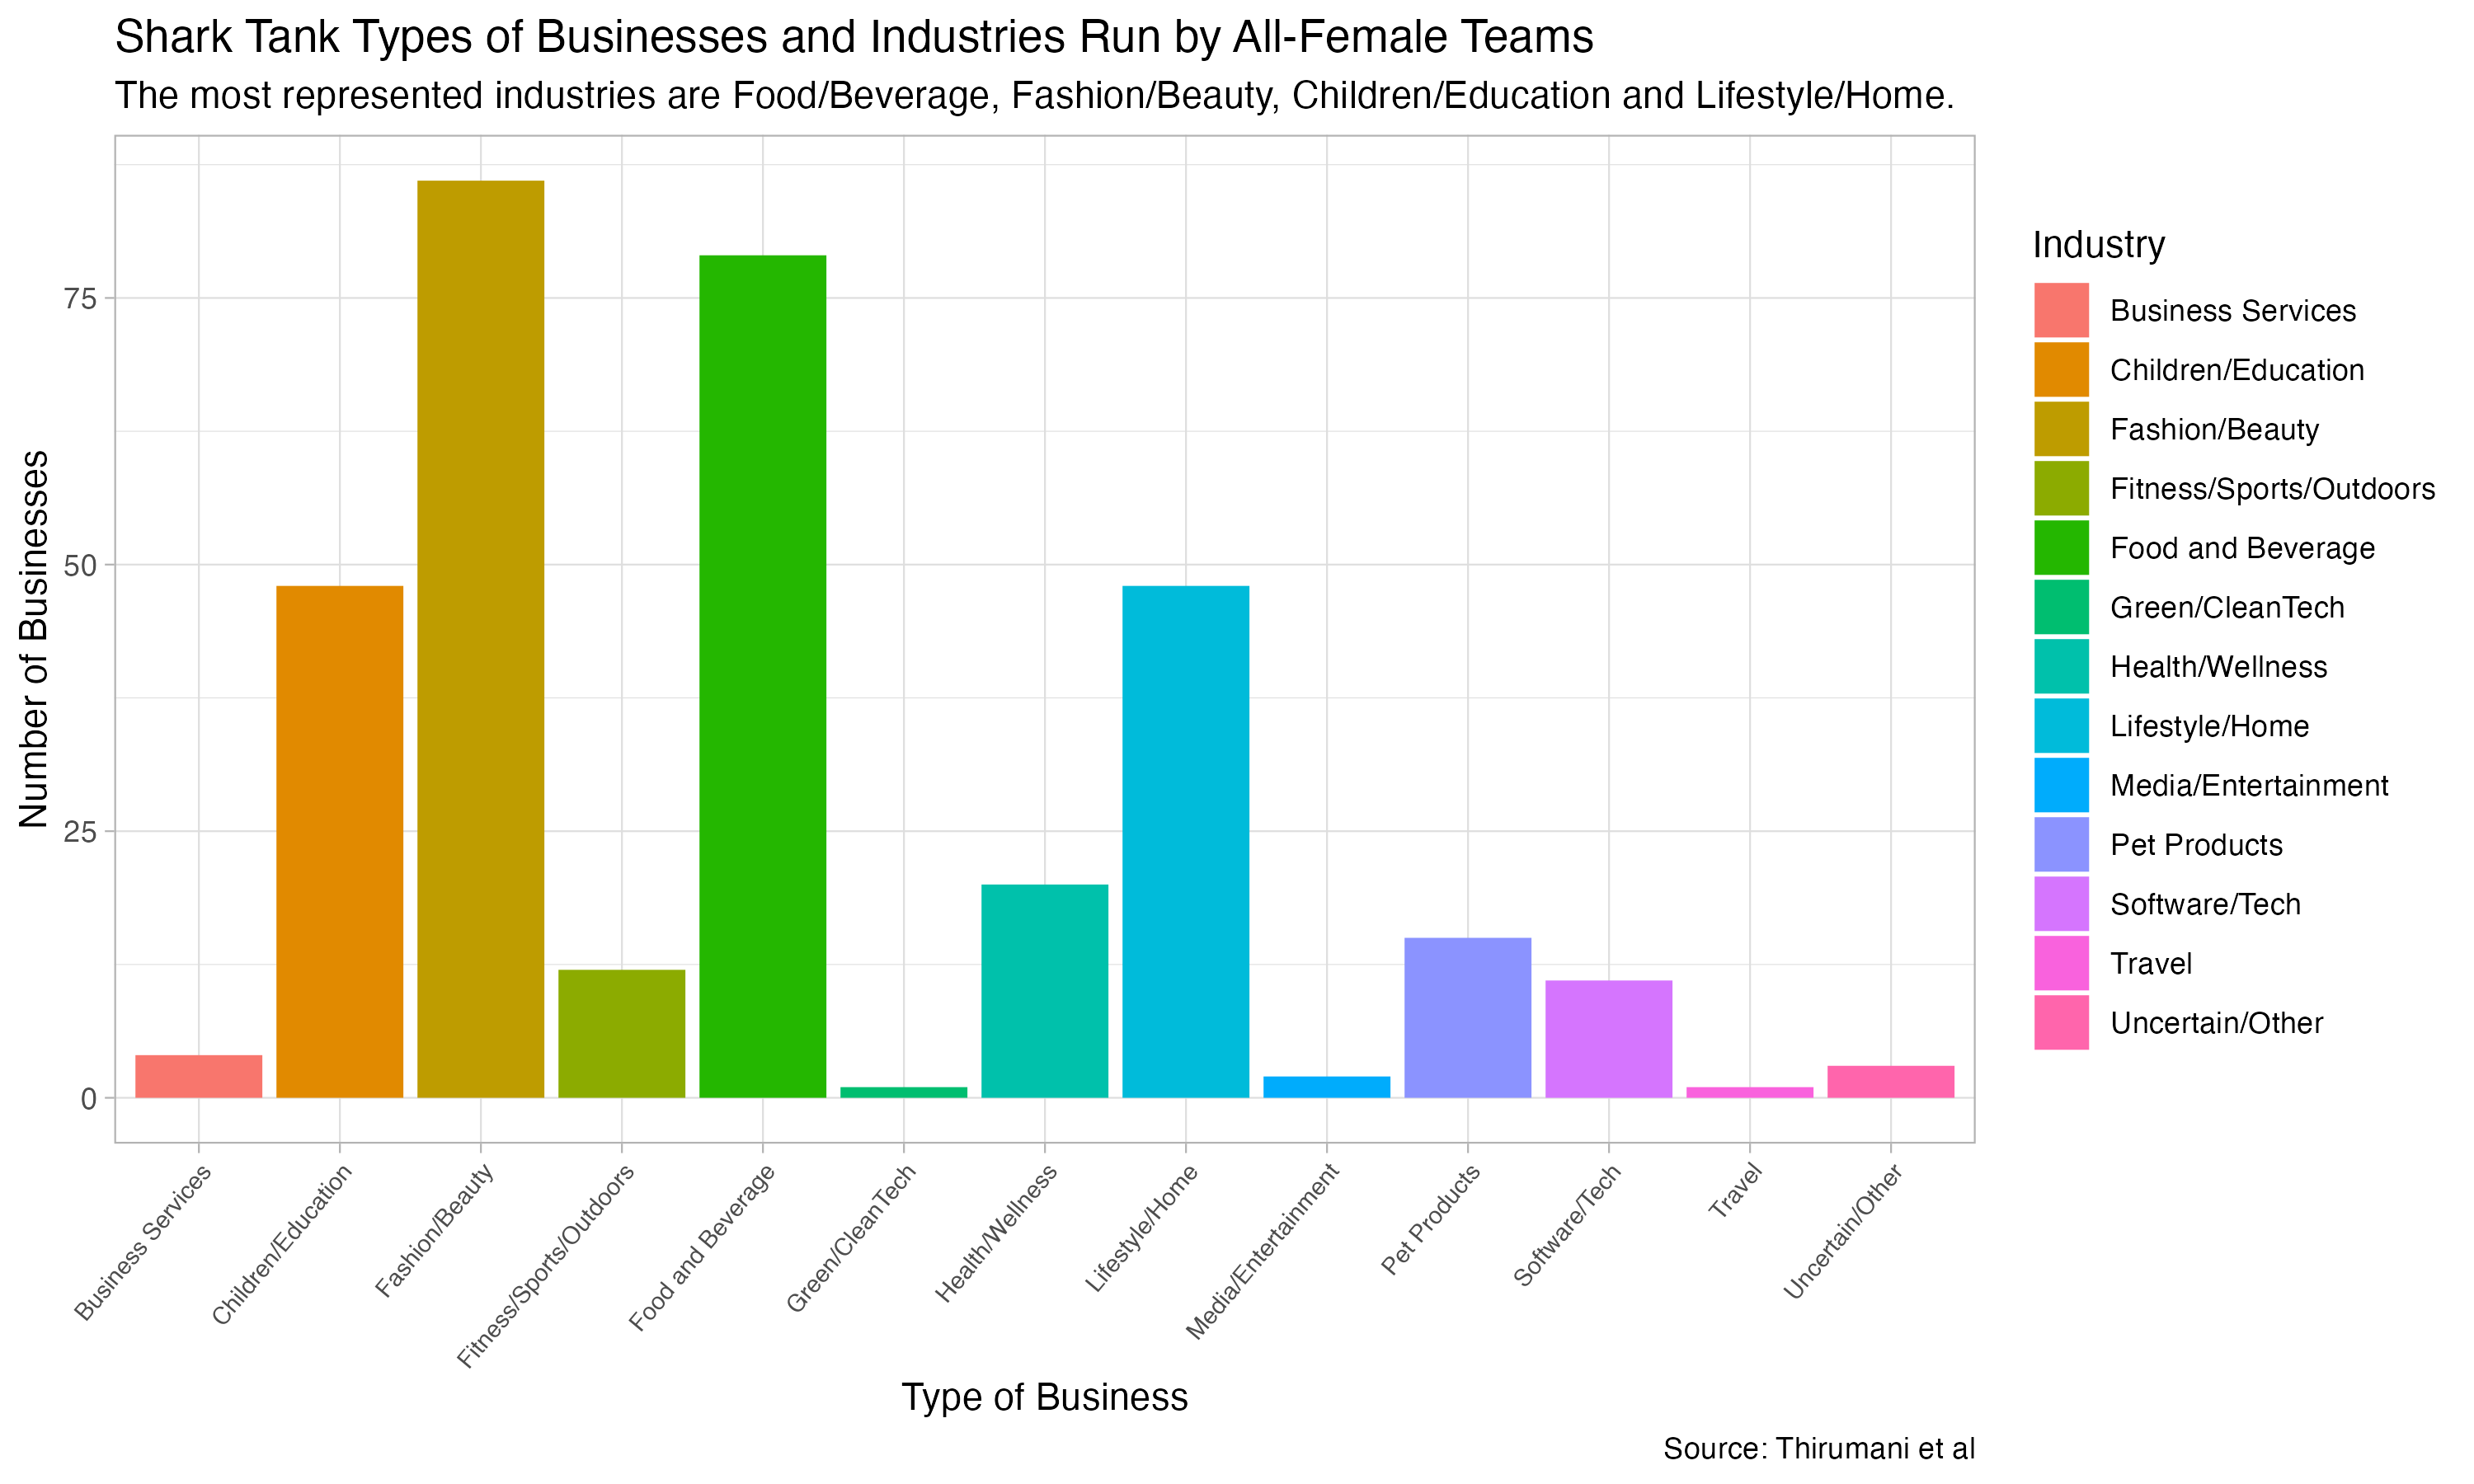 Shark Tank Types of Businesses and Industries Run by All-Female Teams
The most represented industries are Food/Beverage, Fashion/Beauty, Children/Education and Lifestyle/Home.
Number of Businesses
75
50
25
0
Business Services
Children/Education
Fashion/Beauty
Fitness/Sports/Outdoors
Food and Beverage
Green/CleanTech
Health/Wellness
Lifestyle/Home
Media/Entertainment
Pet Products
Software/Tech
Travel
Uncertain/Other
Type of Business
Industry
Business Services
Children/Education
Fashion/Beauty
Fitness/Sports/Outdoors
Food and Beverage
Green/CleanTech
Health/Wellness
Lifestyle/Home
Media/Entertainment
Pet Products
Software/Tech
Travel
Uncertain/Other
Source: Thirumani et al